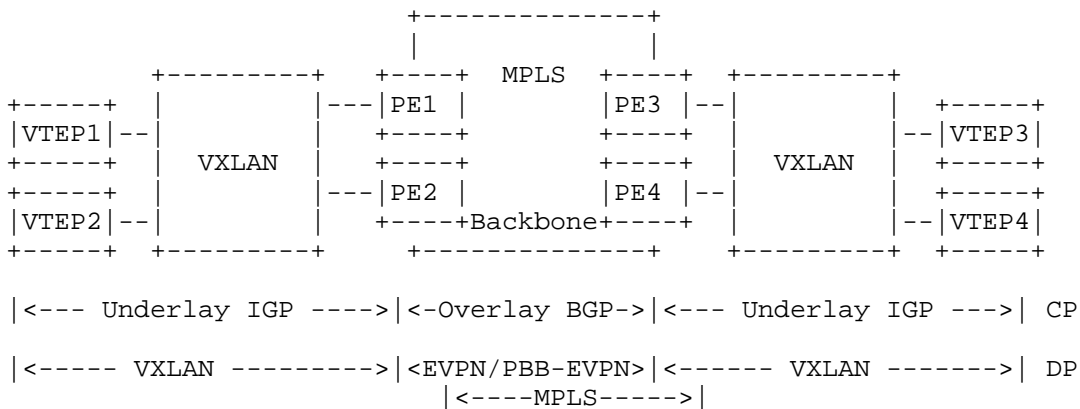 MPLS
PE1 PE3
VTEP1 VTEP3
VXLAN VXLAN
PE2 PE4
VTEP2 Backbone VTEP4
|<--- Underlay IGP ---->|<-Overlay BGP->|<--- Underlay IGP --->| CP
|<----- VXLAN --------->|<EVPN/PBB-EVPN>|<------ VXLAN ------->| DP
|<----MPLS----->|